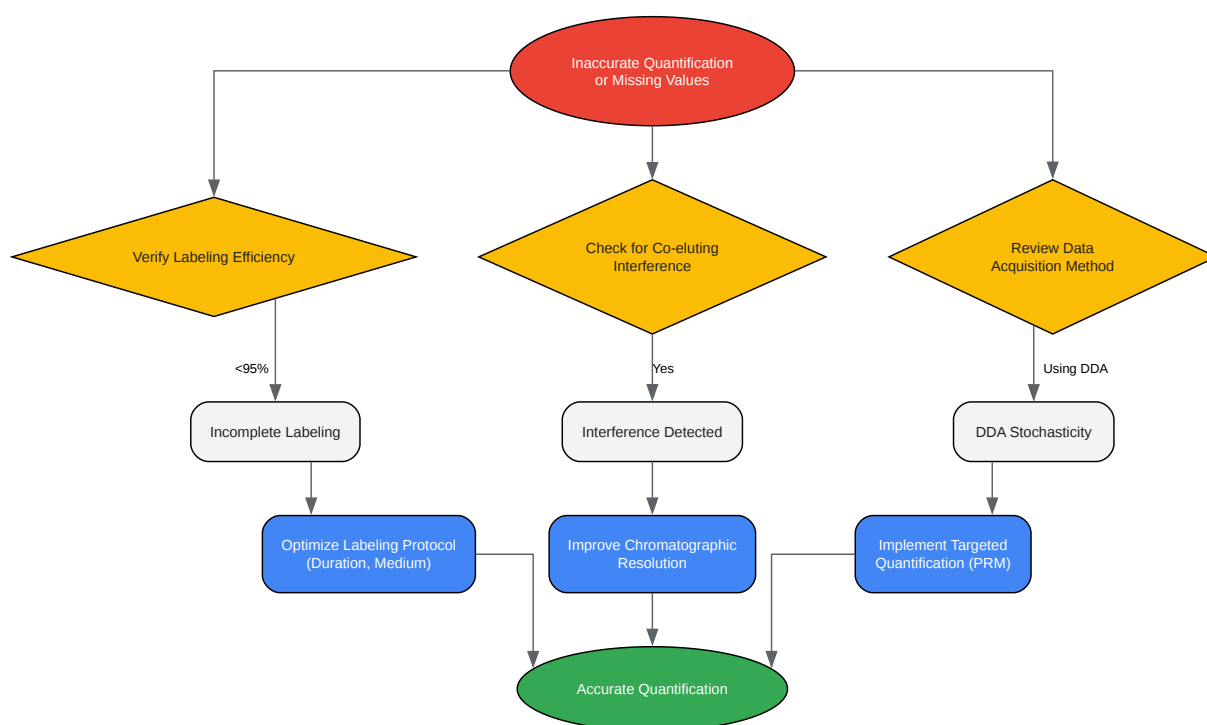 Inaccurate Quantification
or Missing Values
Verify Labeling Efficiency
Check for Co-eluting
Interference
Review Data
Acquisition Method
<95%
Yes
Using DDA
Incomplete Labeling
Interference Detected
DDA Stochasticity
Optimize Labeling Protocol
(Duration, Medium)
Improve Chromatographic
Resolution
Implement Targeted
Quantification (PRM)
Accurate Quantification